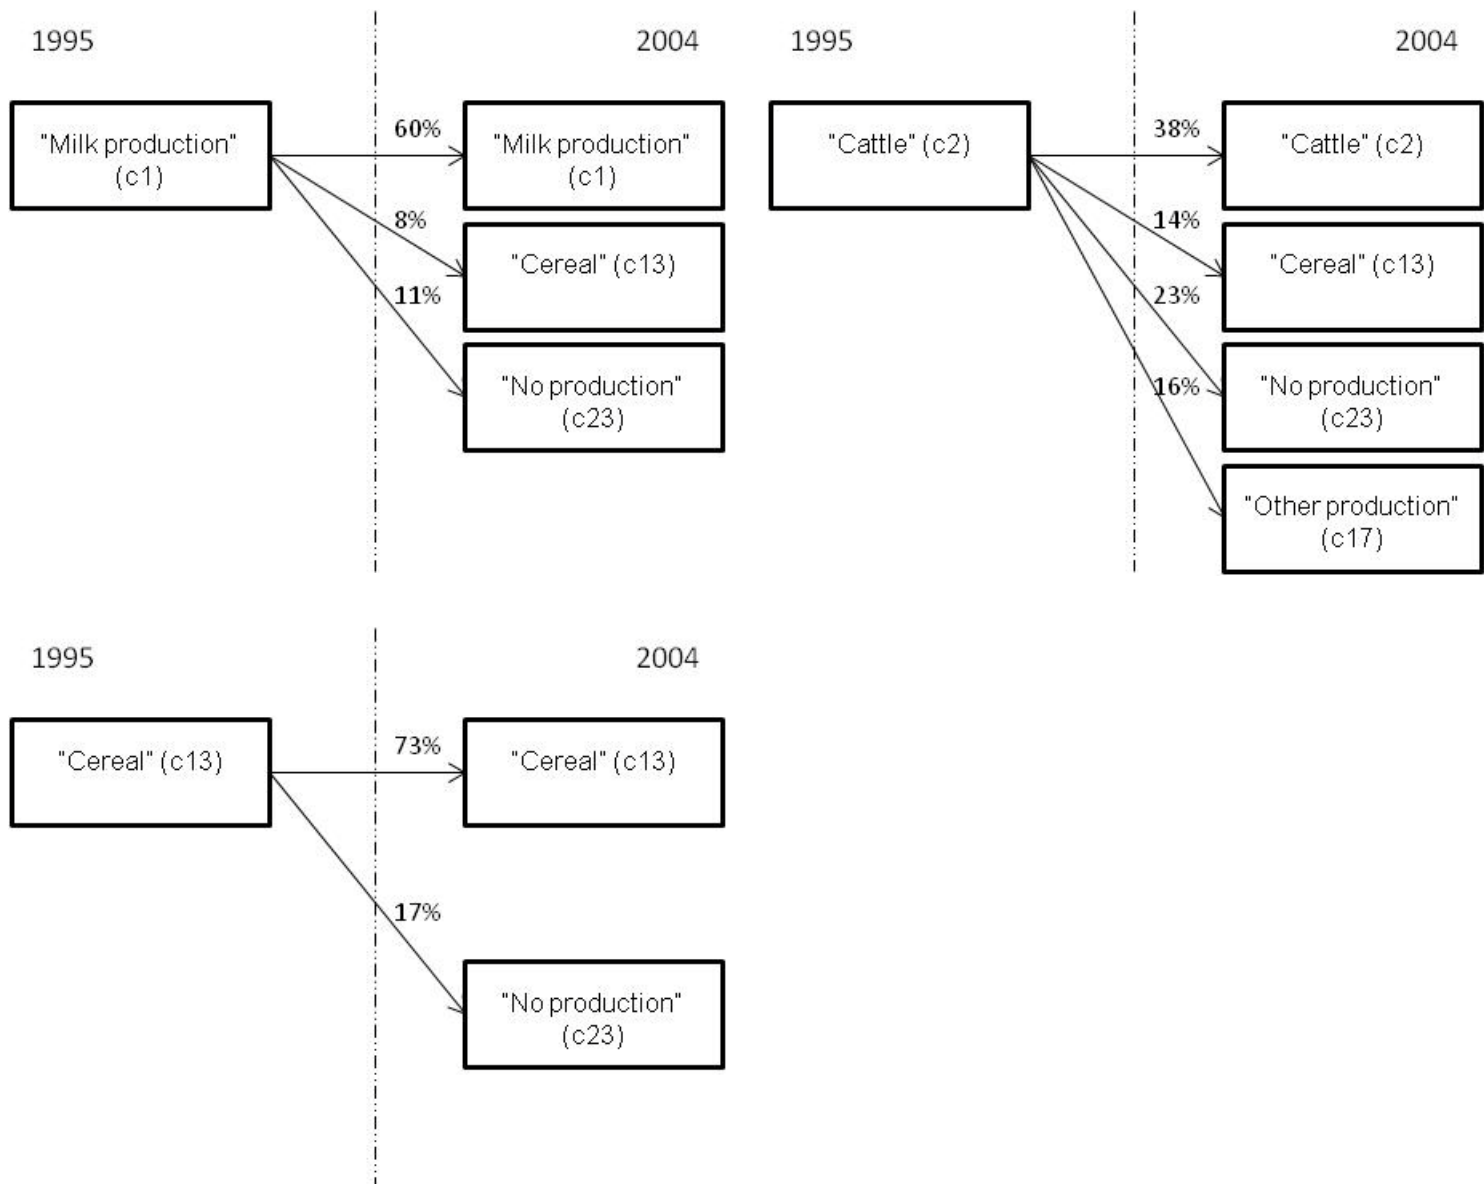 1995
2004
"Milk production"
(c1)
60%
"Milk production"
(c1)
8%
"Cereal" (c13)
11%
"No production"
(c23)
1995
2004
"Cattle" (c2)
38%
"Cattle" (c2)
14%
"Cereal" (c13)
23%
"No production"
(c23)
16%
"Other production"
(c17)
1995
2004
"Cereal" (c13)
73%
"Cereal" (c13)
17%
"No production"
(c23)